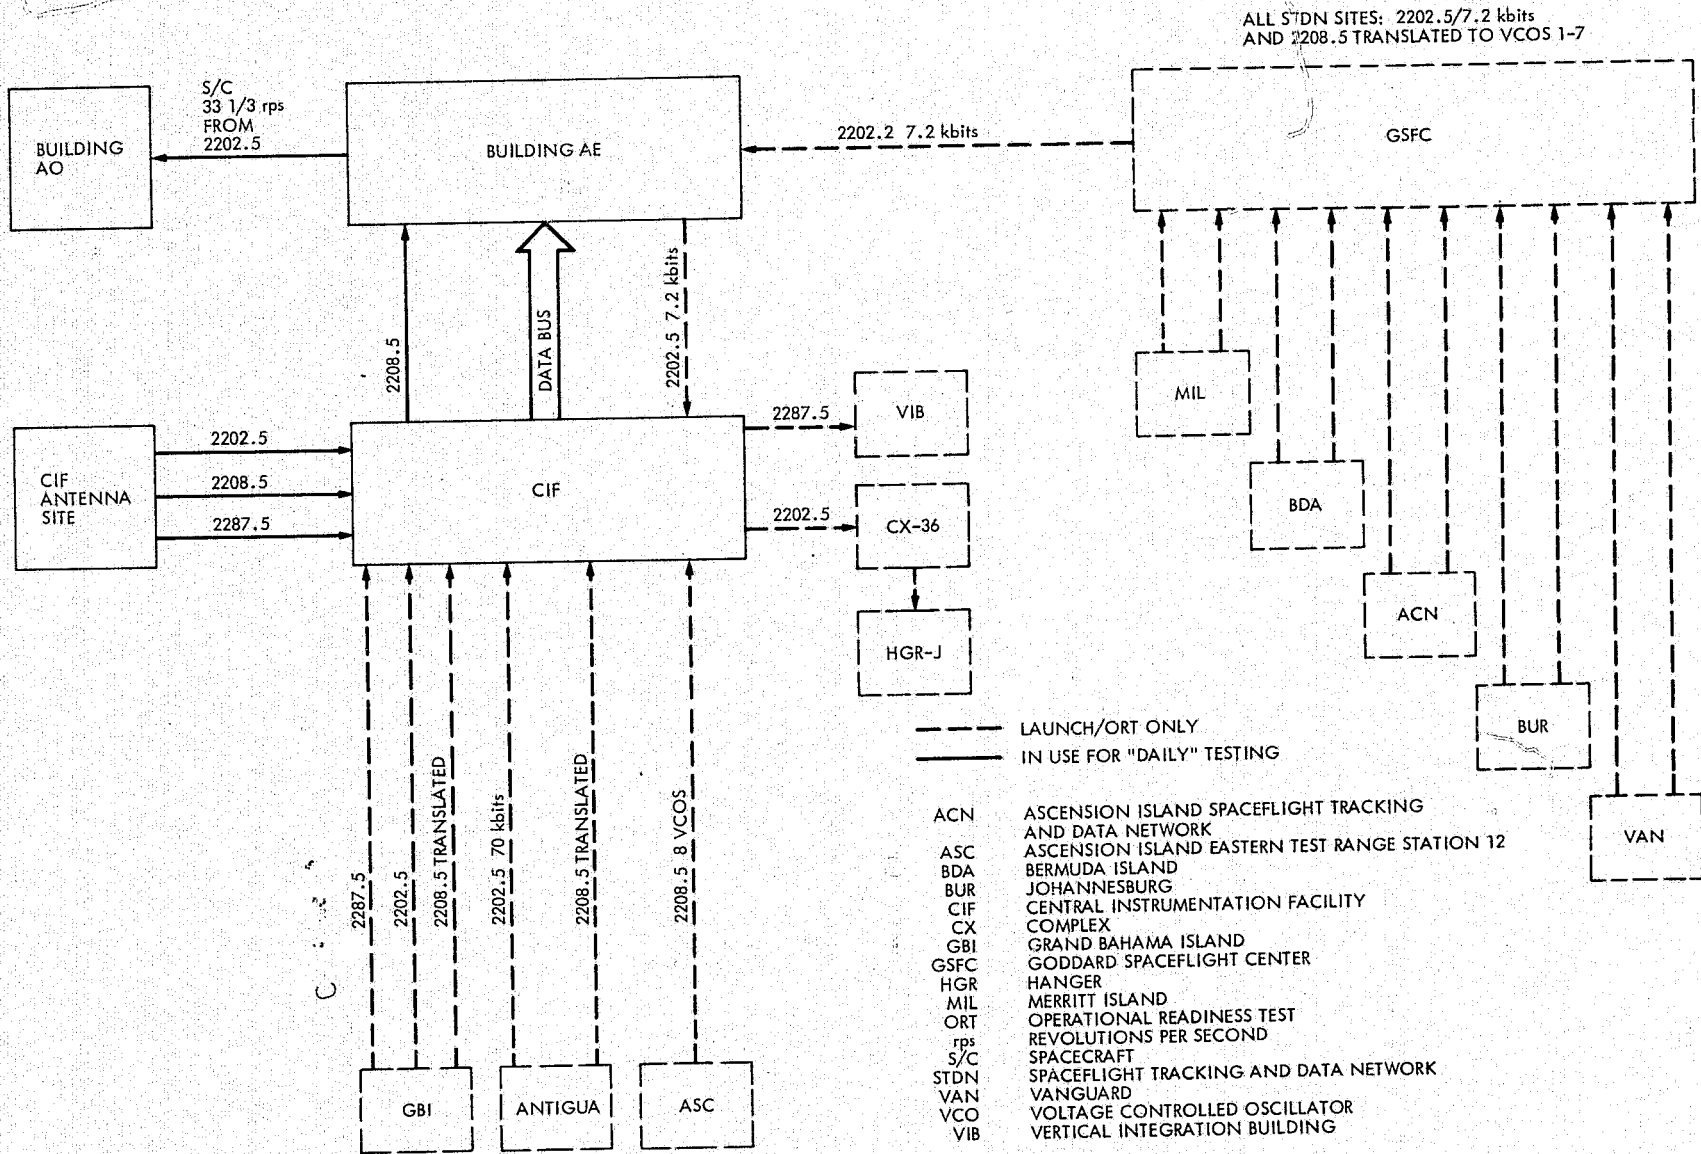 ALL STDN SITES: 2202.5/7.2 kbits
AND 2208.5 TRANSLATED TO VCOS 1-7
S/C
33 1/3 rps
FROM
2202.5
BUILDING
AO
BUILDING AE
2202.2 7.2 kbits
GSFC
2208.5
DATA BUS
2202.5 7.2 kbits
MIL
BDA
ACN
BUR
VAN
CIF
ANTENNA
SITE
2202.5
2208.5
2287.5
CIF
2287.5
VIB
2202.5
CX-36
HGR-J
2287.5
2202.5
2208.5 TRANSLATED
2202.5 70 kbits
2208.5 TRANSLATED
2208.5 8 VCOS
GBI
ANTIGUA
ASC
LAUNCH/ORT ONLY
IN USE FOR "DAILY" TESTING
ACN ASCENSION ISLAND SPACEFLIGHT TRACKING
AND DATA NETWORK
ASC ASCENSION ISLAND EASTERN TEST RANGE STATION 12
BDA BERMUDA ISLAND
BUR JOHANNESBURG
CIF CENTRAL INSTRUMENTATION FACILITY
CX COMPLEX
GBI GRAND BAHAMA ISLAND
GSFC GODDARD SPACEFLIGHT CENTER
HGR HANGER
MIL MERRITT ISLAND
ORT OPERATIONAL READINESS TEST
rps REVOLUTIONS PER SECOND
S/C SPACECRAFT
STDN SPACEFLIGHT TRACKING AND DATA NETWORK
VAN VANGUARD
VCO VOLTAGE CONTROLLED OSCILLATOR
VIB VERTICAL INTEGRATION BUILDING